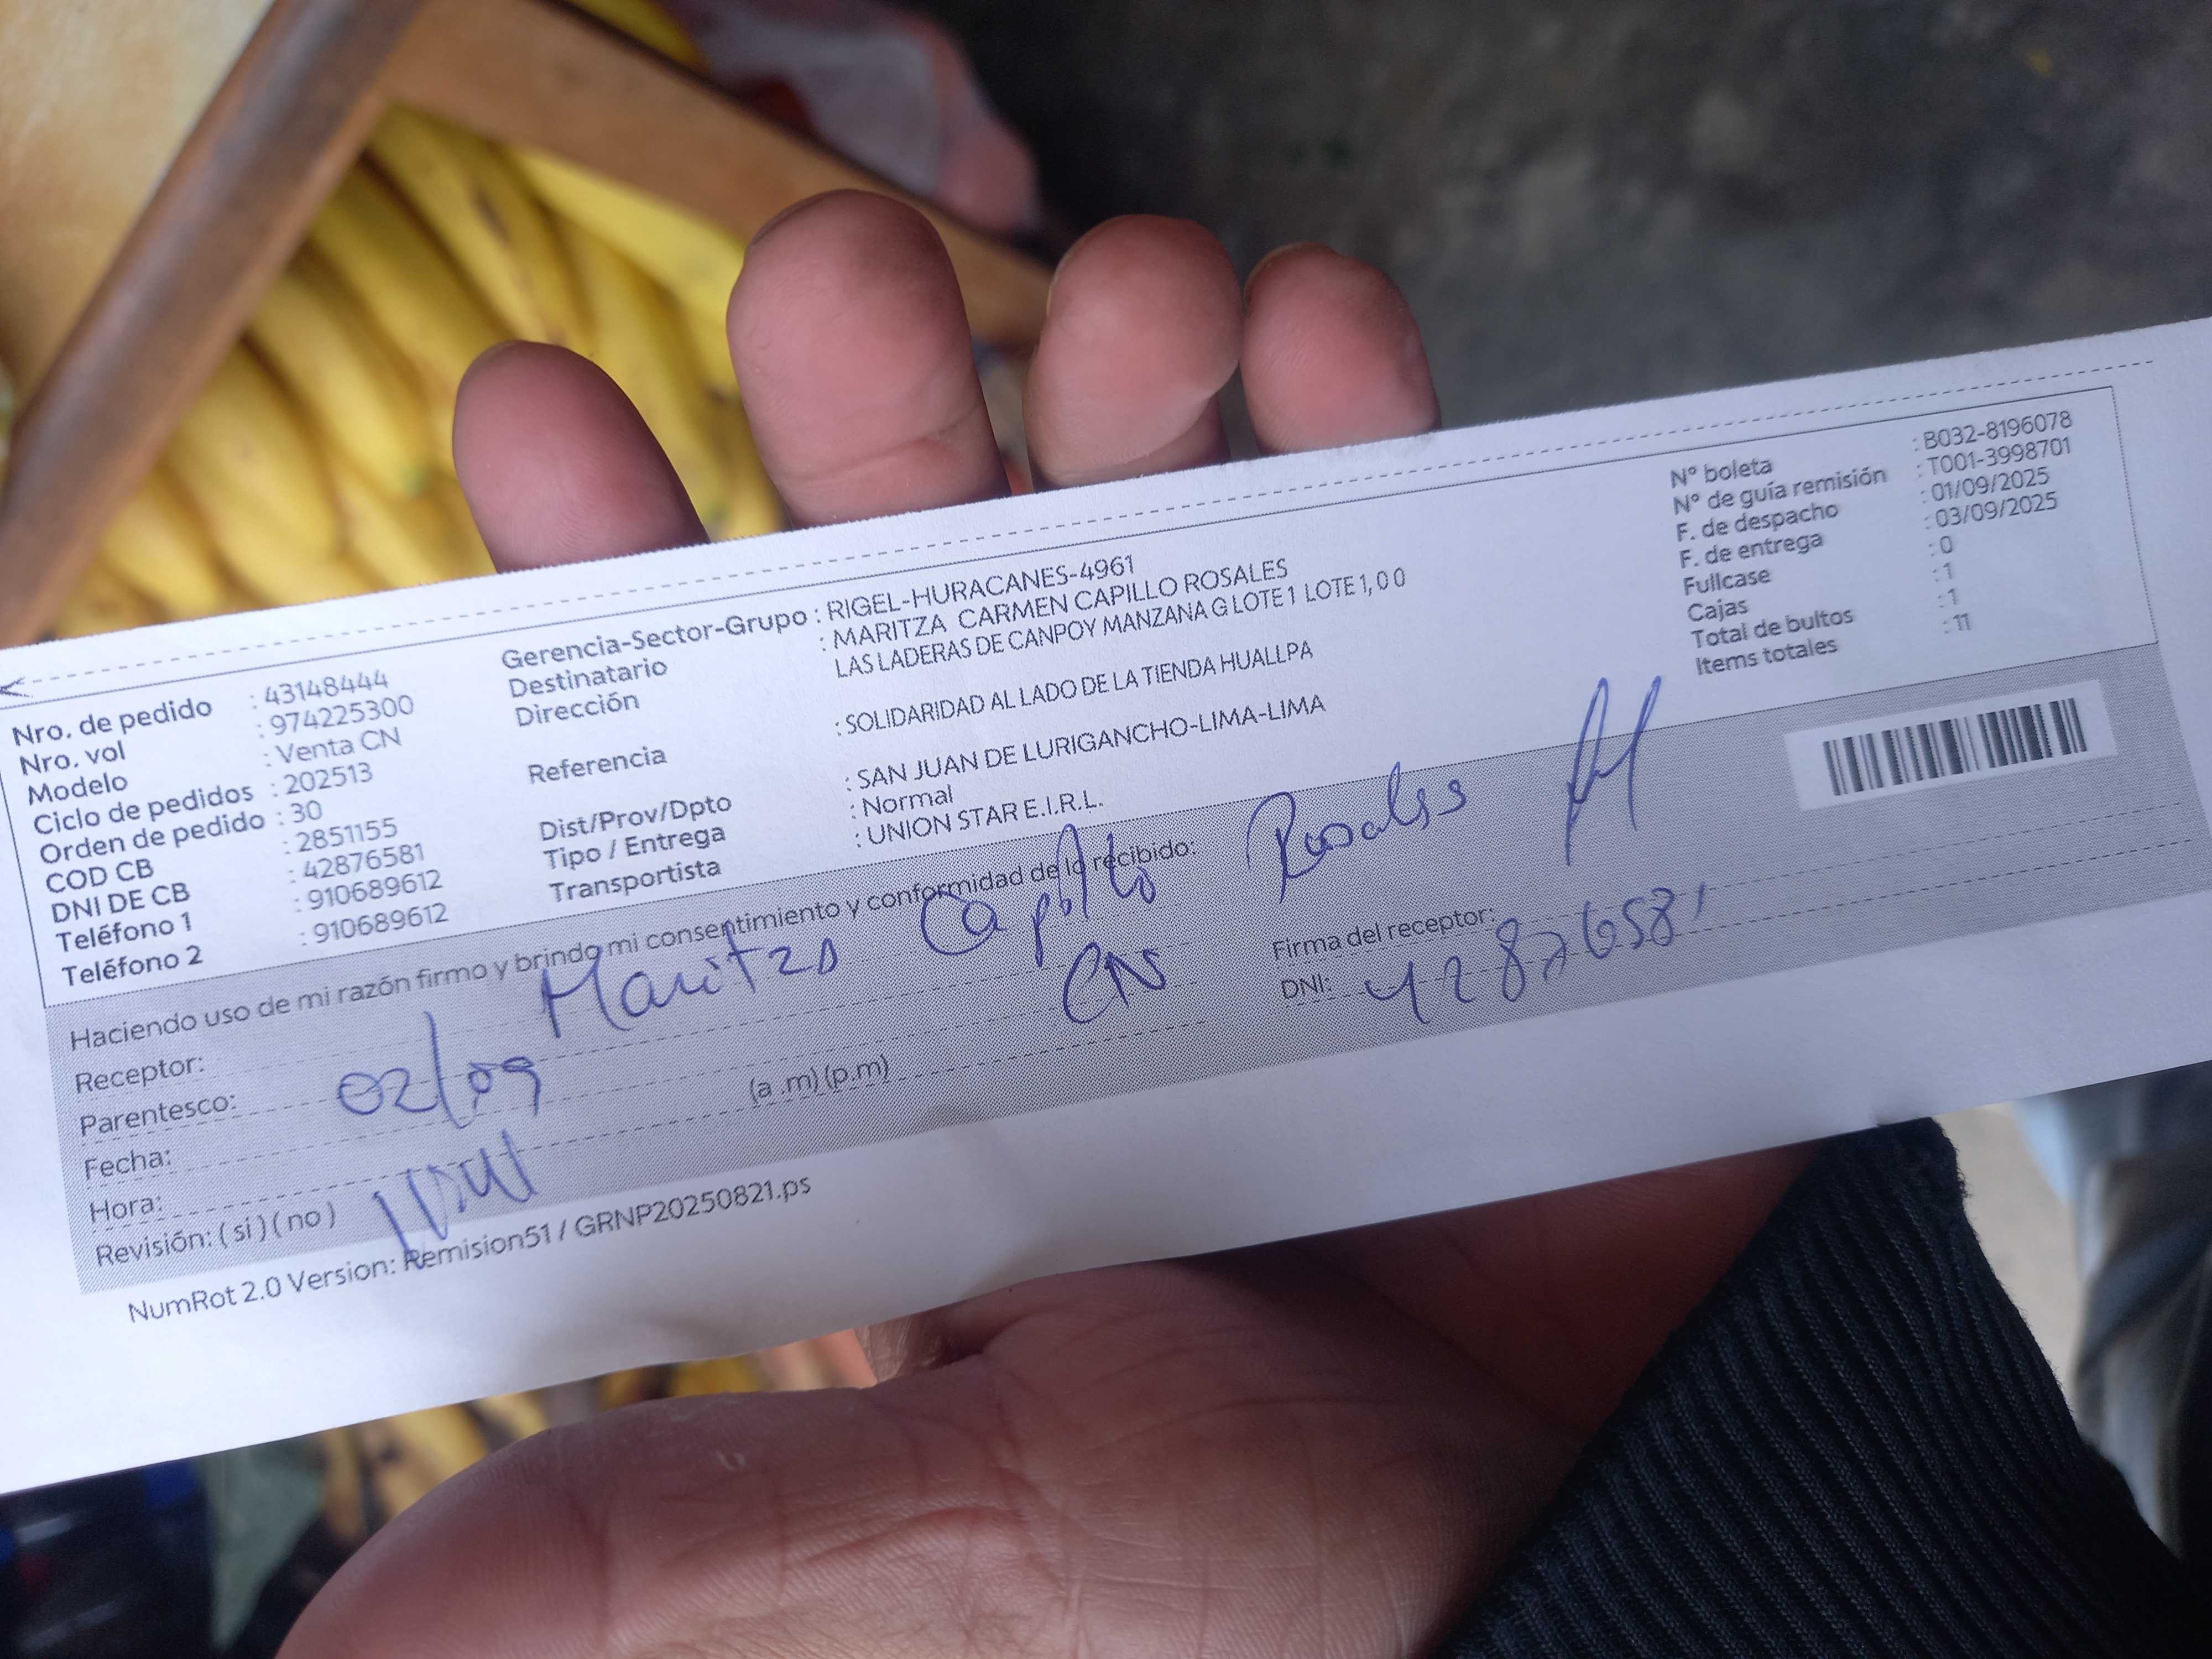 Nro. de pedido : 43148444
Nro. vol : 974225300
Modelo : Venta CN
Ciclo de pedidos : 202513
Orden de pedido : 30
COD CB : 2851155
DNI DE CB : 42876581
Teléfono 1 : 910689612
Teléfono 2 : 910689612
Gerencia-Sector-Grupo : RIGEL-HURACANES-4961
Destinatario : MARITZA CARMEN CAPILLO ROSALES
Dirección LAS LADERAS DE CANPOY MANZANA G LOTE 1 LOTE 1, 0 0
Referencia : SOLIDARIDAD AL LADO DE LA TIENDA HUALLPA
Dist/Prov/Dpto : SAN JUAN DE LURIGANCHO-LIMA-LIMA
Tipo / Entrega : Normal
Transportista : UNION STAR E.I.R.L.
N° boleta : B032-8196078
N° de guía remisión : T001-3998701
F. de despacho : 01/09/2025
F. de entrega : 03/09/2025
Fullcase : 0
Cajas : 1
Total de bultos : 1
Items totales : 11
Haciendo uso de mi razón firmo y brindo mi consentimiento y conformidad de lo recibido:
Receptor: Maritza Capillo Rosales
Parentesco: CN
Fecha: 02/09
Hora: (a .m) (p.m)
Revisión: ( si ) ( no )
Firma del receptor:
DNI: 42876581
NumRot 2.0 Version: Remision51 / GRNP20250821.ps